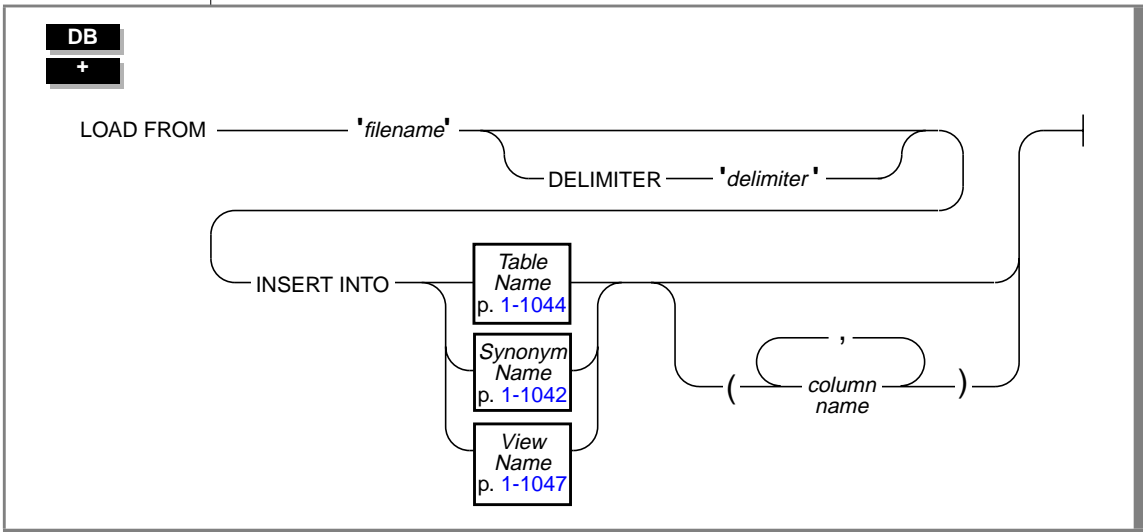 DB
+
LOAD FROM 'filename'
DELIMITER 'delimiter '
INSERT INTO
Table
Name
p. 1-1044
Synonym
Name
p. 1-1042
View
Name
p. 1-1047
,
( column
name )